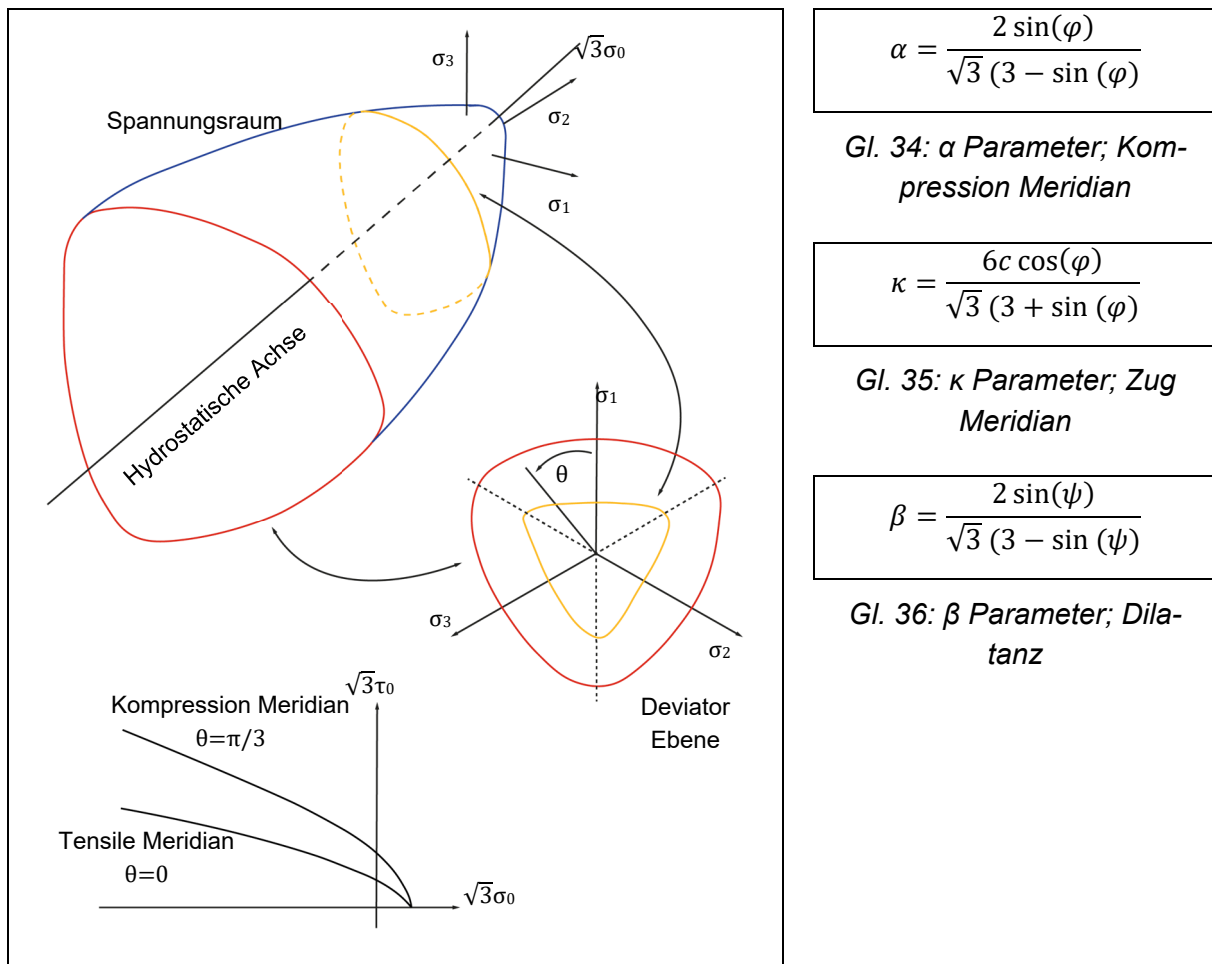 σ₃
√3σ₀
σ₂
Spannungsraum
σ₁
Hydrostatische Achse
σ₁
θ
σ₃
σ₂
Deviator
Ebene
√3τ₀
Kompression Meridian
θ=π/3
Tensile Meridian
θ=0
√3σ₀
α = 2 sin(φ) / √3 (3 − sin (φ)
Gl. 34: α Parameter; Kom-
pression Meridian
κ = 6c cos(φ) / √3 (3 + sin (φ)
Gl. 35: κ Parameter; Zug
Meridian
β = 2 sin(ψ) / √3 (3 − sin (ψ)
Gl. 36: β Parameter; Dila-
tanz